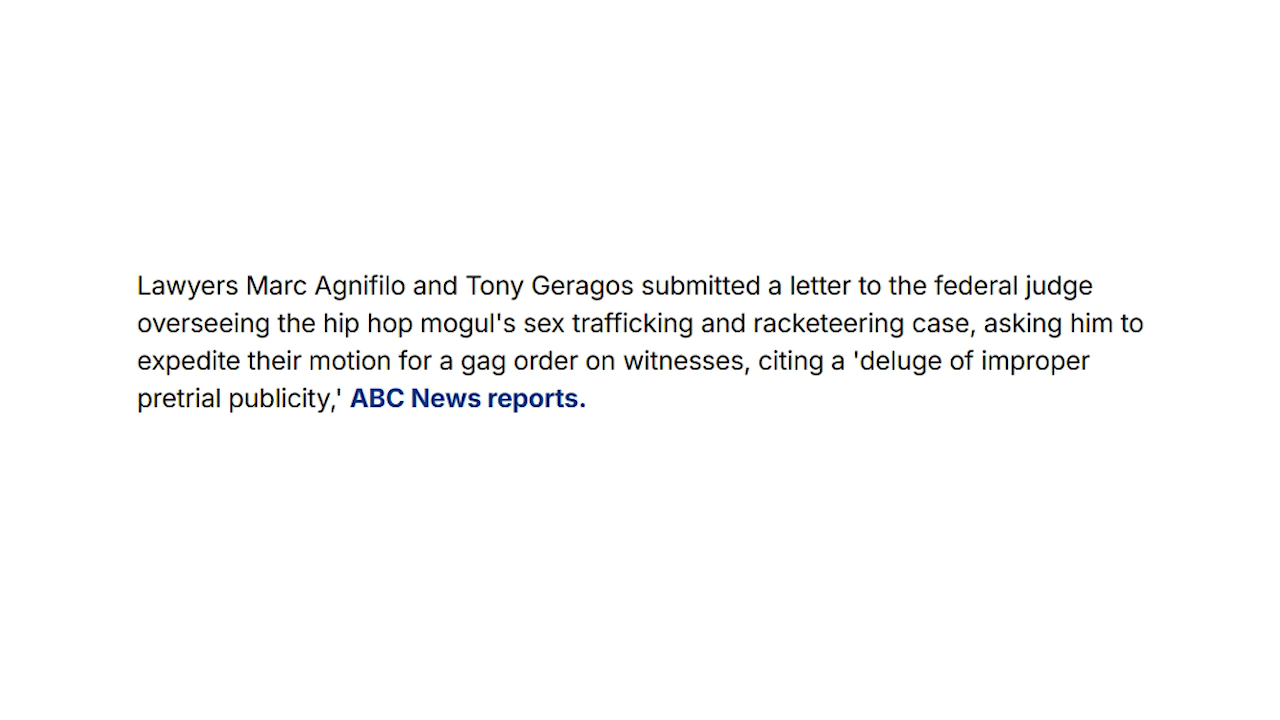 Lawyers Marc Agnifilo and Tony Geragos submitted a letter to the federal judge
overseeing the hip hop mogul's sex trafficking and racketeering case, asking him to
expedite their motion for a gag order on witnesses, citing a 'deluge of improper
pretrial publicity,' ABC News reports.